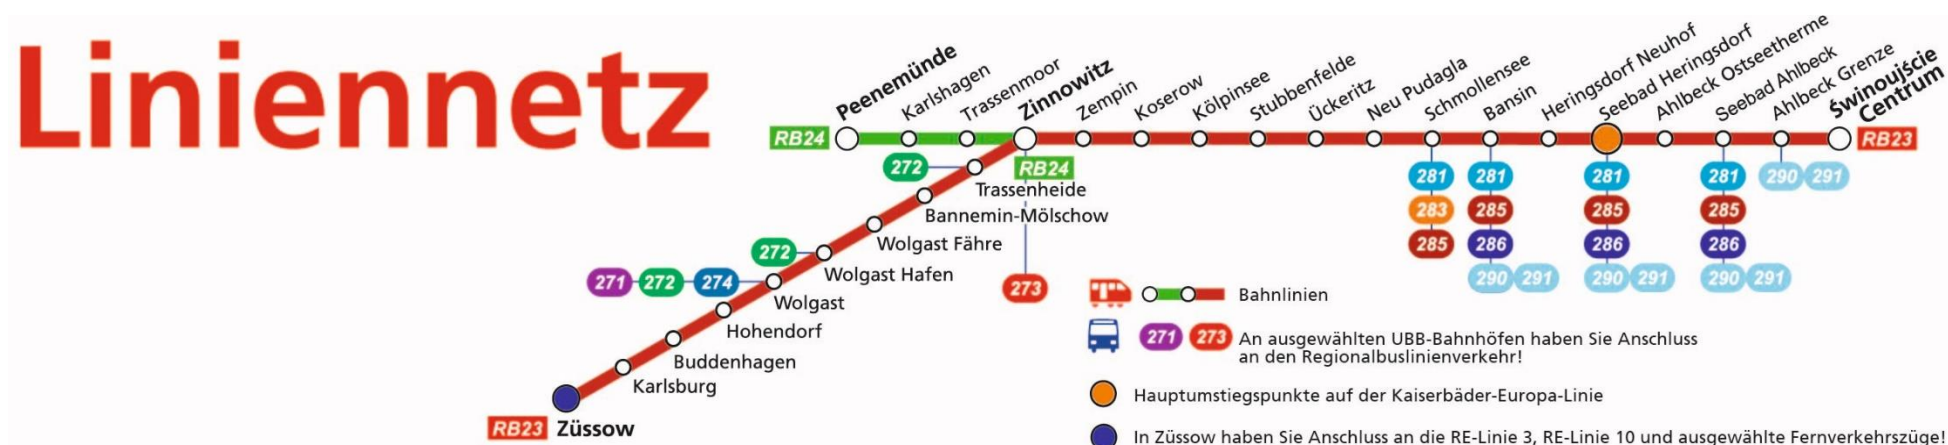 Liniennetz
RB24
Peenemünde
Karlshagen
Trassenmoor
Zinnowitz
Zempin
Koserow
Kölpinsee
Stubbenfelde
Ückeritz
Neu Pudagla
Schmollensee
Bansin
Heringsdorf Neuhof
Seebad Heringsdorf
Ahlbeck Ostseetherme
Seebad Ahlbeck
Ahlbeck Grenze
Świnoujście
Centrum
RB23
272
RB24
281
281
281
281
290 291
Trassenheide
283
285
285
285
Bannemin-Mölschow
Wolgast Fähre
285
286
286
286
272
Wolgast Hafen
290 291
290 291
290 291
271 272 274
273
Wolgast
Bahnlinien
Hohendorf
271 273 An ausgewählten UBB-Bahnhöfen haben Sie Anschluss
an den Regionalbuslinienverkehr!
Buddenhagen
Karlsburg
Hauptumstiegspunkte auf der Kaiserbäder-Europa-Linie
RB23 Züssow
In Züssow haben Sie Anschluss an die RE-Linie 3, RE-Linie 10 und ausgewählte Fernverkehrszüge!